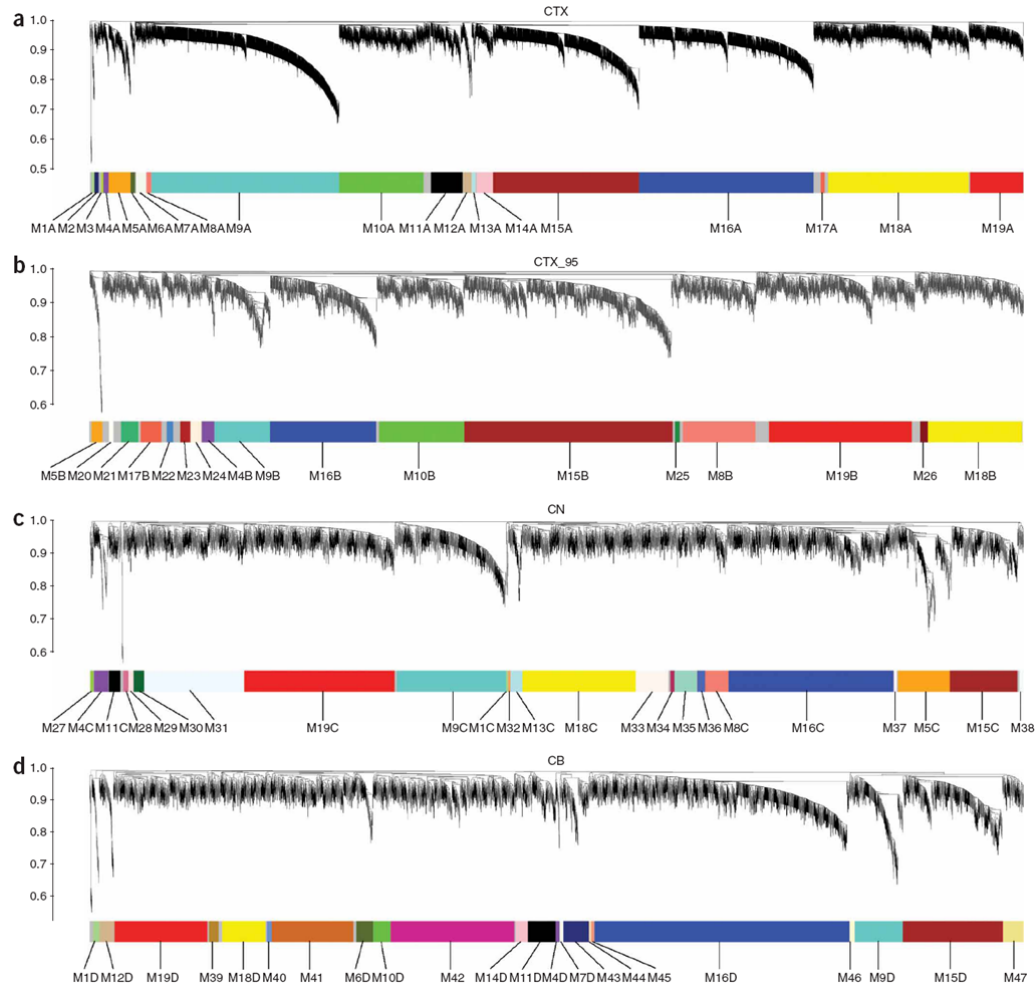 a
CTX
1.0
0.9
0.8
0.7
0.6
0.5
M1A M2 M3 M4A M5A M6A M7A M8A M9A M10A M11A M12A M13A M14A M15A M16A M17A M18A M19A
b
CTX_95
1.0
0.9
0.8
0.7
0.6
M5B M20 M21 M17B M22 M23 M24 M4B M9B M16B M10B M15B M25 M8B M19B M26 M18B
c
CN
1.0
0.9
0.8
0.7
0.6
M27 M4C M11C M28 M29 M30 M31 M19C M9C M1C M32 M13C M18C M33 M34 M35 M36 M8C M16C M37 M5C M15C M38
d
CB
1.0
0.9
0.8
0.7
0.6
M1D M12D M19D M39 M18D M40 M41 M6D M10D M42 M14D M11D M4D M7D M43 M44 M45 M16D M46 M9D M15D M47